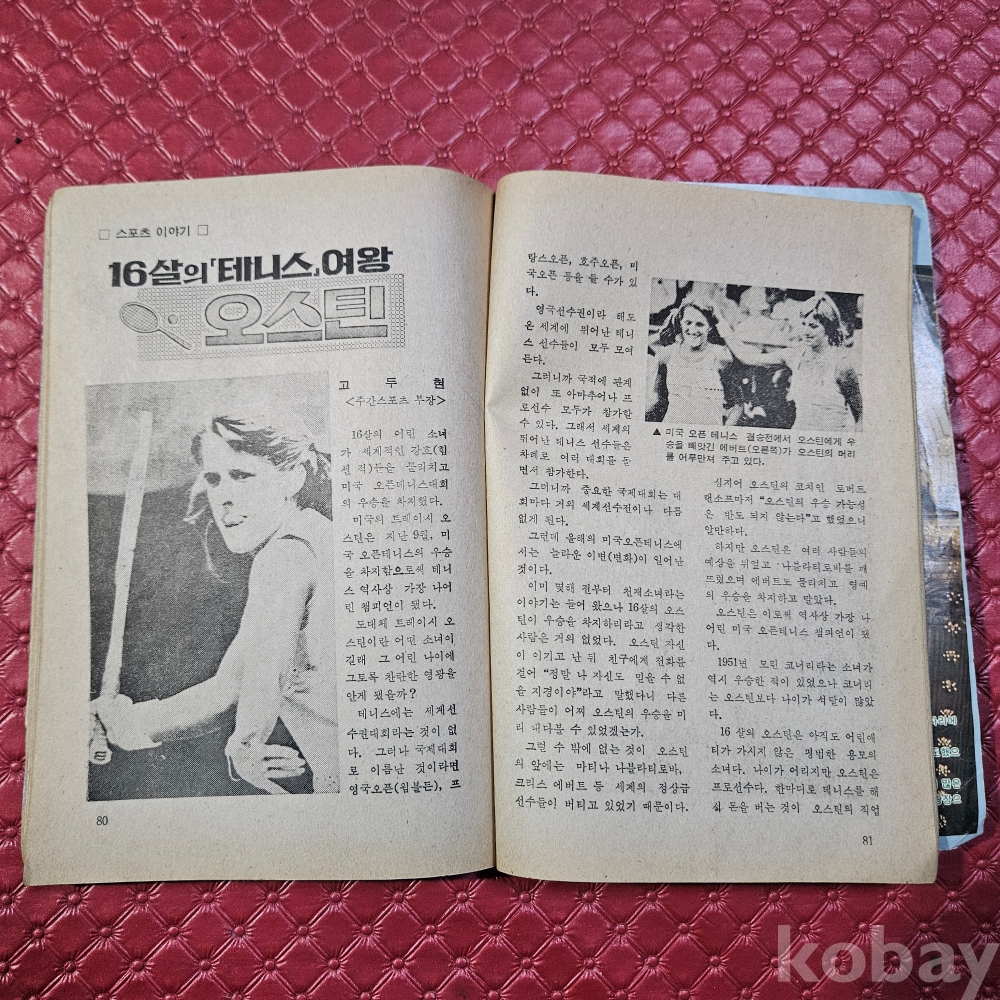 □ 스포츠 이야기 □
16살의「테니스」여왕
오스틴
고 두 현
<주간스포츠 부장>
16살의 어린 소녀
가 세계적인 강호(힘
센 적)들을 물리치고
미국 오픈테니스대회
의 우승을 차지했다.
미국의 트레이시 오
스틴은 지난 9월, 미
국 오픈테니스의 우승
을 차지함으로써 테니
스 역사상 가장 나어
린 챔피언이 됐다.
도대체 트레이시 오
스틴이란 어떤 소녀이
길래 그 어린 나이에
그토록 찬란한 영광을
안게 됐을까?
테니스에는 세계선
수권대회라는 것이 없
다. 그러나 국제대회
로 이름난 것이라면
영국오픈(윔블든), 프
80
랑스오픈, 호주오픈, 미
국오픈 등을 들 수가 있
다.
영국선수권이라 해도
온 세계에 뛰어난 테니
스 선수들이 모두 모여
든다.
그러니까 국적에 관계
없이 또 아마추어나 프
로선수 모두가 참가할
수 있다. 그래서 세계의
뛰어난 테니스 선수들은
차례로 여러 대회를 돌
면서 참가한다.
그러니까 중요한 국제대회는 대
회마다 거의 세계선수전이나 다름
없게 된다.
그런데 올해의 미국오픈테니스에
서는 놀라운 이변(변화)이 일어난
것이다.
이미 몇해 전부터 천재소녀라는
이야기는 들어 왔으나 16살의 오스
틴이 우승을 차지하리라고 생각한
사람은 거의 없었다. 오스틴 자신
이 이기고 난 뒤 친구에게 전화를
걸어 “정말 나 자신도 믿을 수 없
을 지경이야”라고 말했다니 다른
사람들이 어찌 오스틴의 우승을 미
리 내다볼 수 있었겠는가.
그럴 수 밖에 없는 것이 오스틴
의 앞에는 마티나 나블라티로바,
크리스 에버트 등 세계의 정상급
선수들이 버티고 있었기 때문이다.
▲ 미국 오픈 테니스 결승전에서 오스틴에게 우
승을 빼앗긴 에버트(오른쪽)가 오스틴의 머리
를 어루만져 주고 있다.
심지어 오스틴의 코치인 로버드
랜소프마저 “오스틴의 우승 가능성
은 반도 되지 않는다”고 했었으니
알만하다.
하지만 오스틴은 여러 사람들의
예상을 뒤엎고 나블라티로바를 깨
뜨렸으며 에버트도 물리치고 영예
의 우승을 차지하고 말았다.
오스틴은 이로써 역사상 가장 나
어린 미국 오픈테니스 챔피언이 됐
다.
1951년 모린 코너리라는 소녀가
역시 우승한 적이 있었으나 코너리
는 오스틴보다 나이가 석달이 많았
다.
16 살의 오스틴은 아직도 어린애
티가 가시지 않은 평범한 용모의
소녀다. 나이가 어리지만 오스틴은
프로선수다. 한마디로 테니스를 해
서 돈을 버는 것이 오스틴의 직업
81
kobay